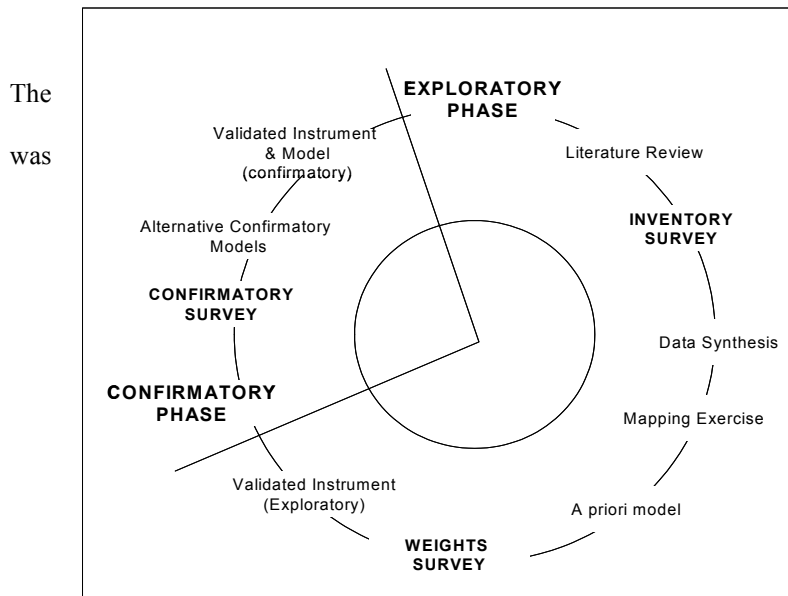 The
was
EXPLORATORY
PHASE
Literature Review
INVENTORY
SURVEY
Data Synthesis
Mapping Exercise
A priori model
WEIGHTS
SURVEY
Validated Instrument
(Exploratory)
CONFIRMATORY
PHASE
CONFIRMATORY
SURVEY
Alternative Confirmatory
Models
Validated Instrument
& Model
(confirmatory)